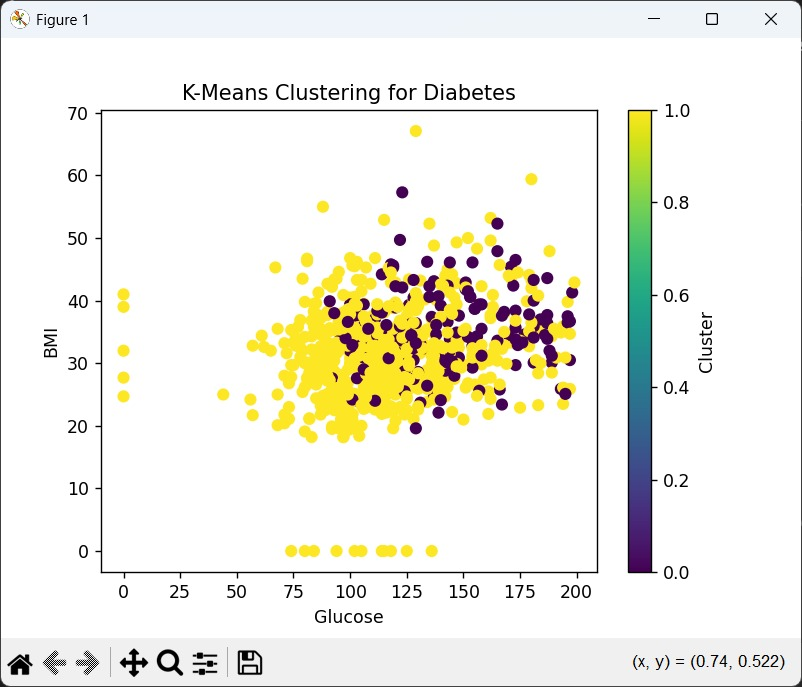 Figure 1
K-Means Clustering for Diabetes
70
60
50
40
30
20
10
0
BMI
0 25 50 75 100 125 150 175 200
Glucose
1.0
0.8
0.6
0.4
0.2
0.0
Cluster
(x, y) = (0.74, 0.522)